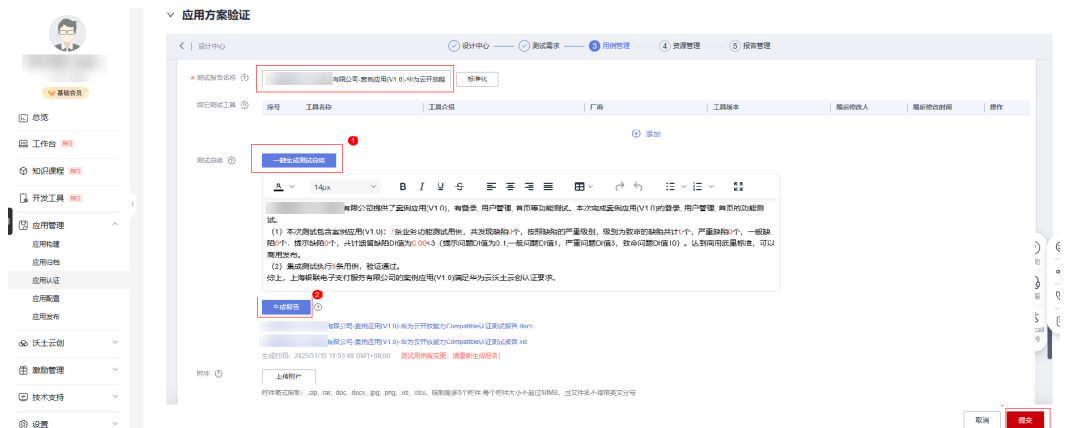 应用方案验证
设计中心
设计中心
测试需求
3 用例管理
4 资源管理
5 报告管理
基础会员
总览
工作台 热门
知识课程 热门
开发工具 热门
应用管理
应用构建
应用归档
应用认证
应用配置
应用发布
沃土云创
激励管理
技术支持
设置
* 测试报告名称
有限公司-案例应用(V1.0)-华为云开放能
标准化
指定测试工具
序号 工具名称 工具介绍 厂商 工具版本 最后修改人 最后修改时间 操作
添加
1
测试总结
一键生成测试总结
A 14px B I U S
有限公司提供了案例应用(V1.0)，有登录, 用户管理, 首页等功能测试。本次完成案例应用(V1.0)的登录, 用户管理, 首页的功能测
试。
（1）本次测试包含案例应用(V1.0)：7条业务功能测试用例，共发现缺陷0个，按照缺陷的严重级别，级别为致命的缺陷共计0个，严重缺陷0个，一般缺
陷0个，提示缺陷0个，共计遗留缺陷DI值为0.00<3（提示问题DI值为0.1,一般问题DI值1，严重问题DI值3，致命问题DI值10）。达到商用质量标准，可以
商用发布。
（2）集成测试执行6条用例，验证通过。
综上，上海银联电子支付服务有限公司的案例应用(V1.0)满足华为云沃土云创认证要求。
2
生成报告
有限公司-案例应用(V1.0)-华为云开放能力Compatible认证测试报告.docx
有限公司-案例应用(V1.0)-华为云开放能力Compatible认证测试报告.xls
生成时间: 2025/01/15 19:03:49 GMT+08:00 测试用例有变更，请重新生成报告！
附件
上传附件
附件格式限制：.zip, .rar, .doc, .docx, .jpg, .png, .xls, .xlsx，限制最多5个附件,每个附件大小不超过50MB，且文件名不得带英文分号
取消
提交